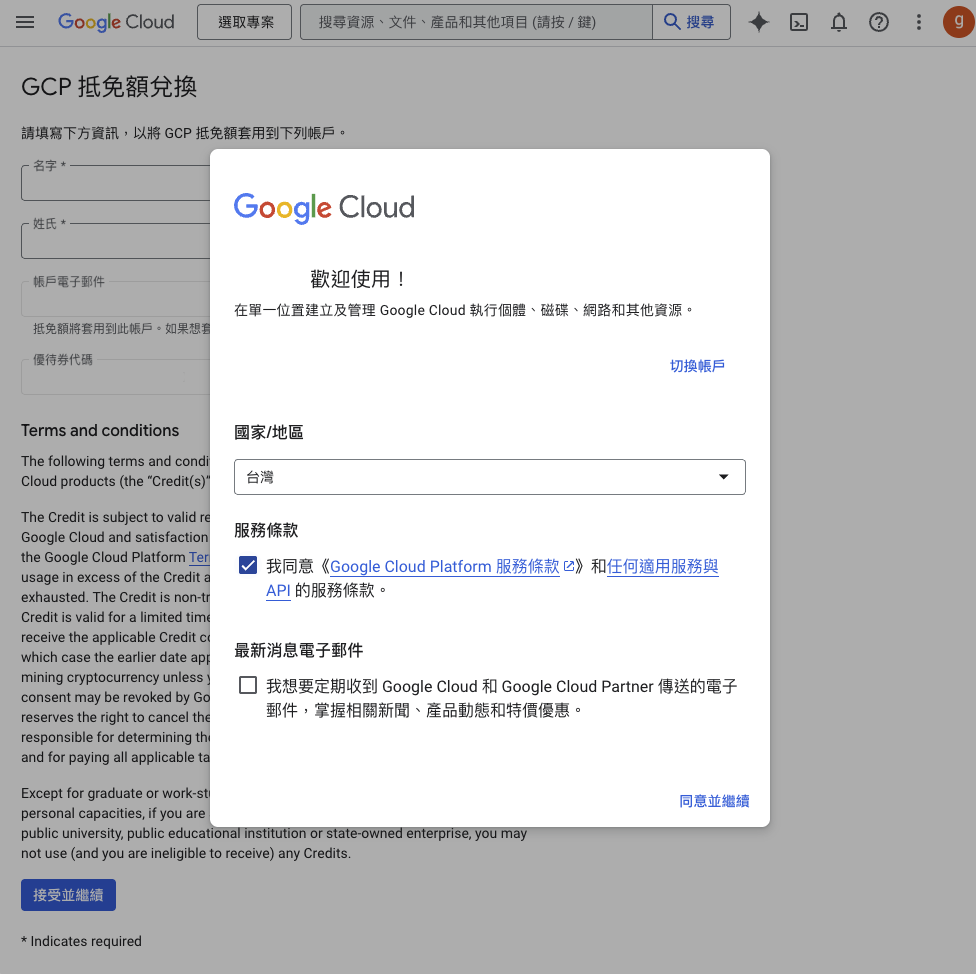 Google Cloud
選取專案
搜尋資源、文件、產品和其他項目 (請按 / 鍵)
搜尋
g
GCP 抵免額兌換
請填寫下方資訊，以將 GCP 抵免額套用到下列帳戶。
名字 *
姓氏 *
帳戶電子郵件
抵免額將套用到此帳戶。如果想套
優待券代碼
Terms and conditions
The following terms and condi
Cloud products (the “Credit(s)”
The Credit is subject to valid re
Google Cloud and satisfaction
the Google Cloud Platform Ter
usage in excess of the Credit a
exhausted. The Credit is non-tr
Credit is valid for a limited time
receive the applicable Credit co
which case the earlier date app
mining cryptocurrency unless y
consent may be revoked by Go
reserves the right to cancel the
responsible for determining the
and for paying all applicable ta
Except for graduate or work-stu
personal capacities, if you are
public university, public educational institution or state-owned enterprise, you may
not use (and you are ineligible to receive) any Credits.
接受並繼續
* Indicates required
Google Cloud
歡迎使用！
在單一位置建立及管理 Google Cloud 執行個體、磁碟、網路和其他資源。
切換帳戶
國家/地區
台灣
服務條款
我同意《Google Cloud Platform 服務條款》和任何適用服務與
API 的服務條款。
最新消息電子郵件
我想要定期收到 Google Cloud 和 Google Cloud Partner 傳送的電子
郵件，掌握相關新聞、產品動態和特價優惠。
同意並繼續